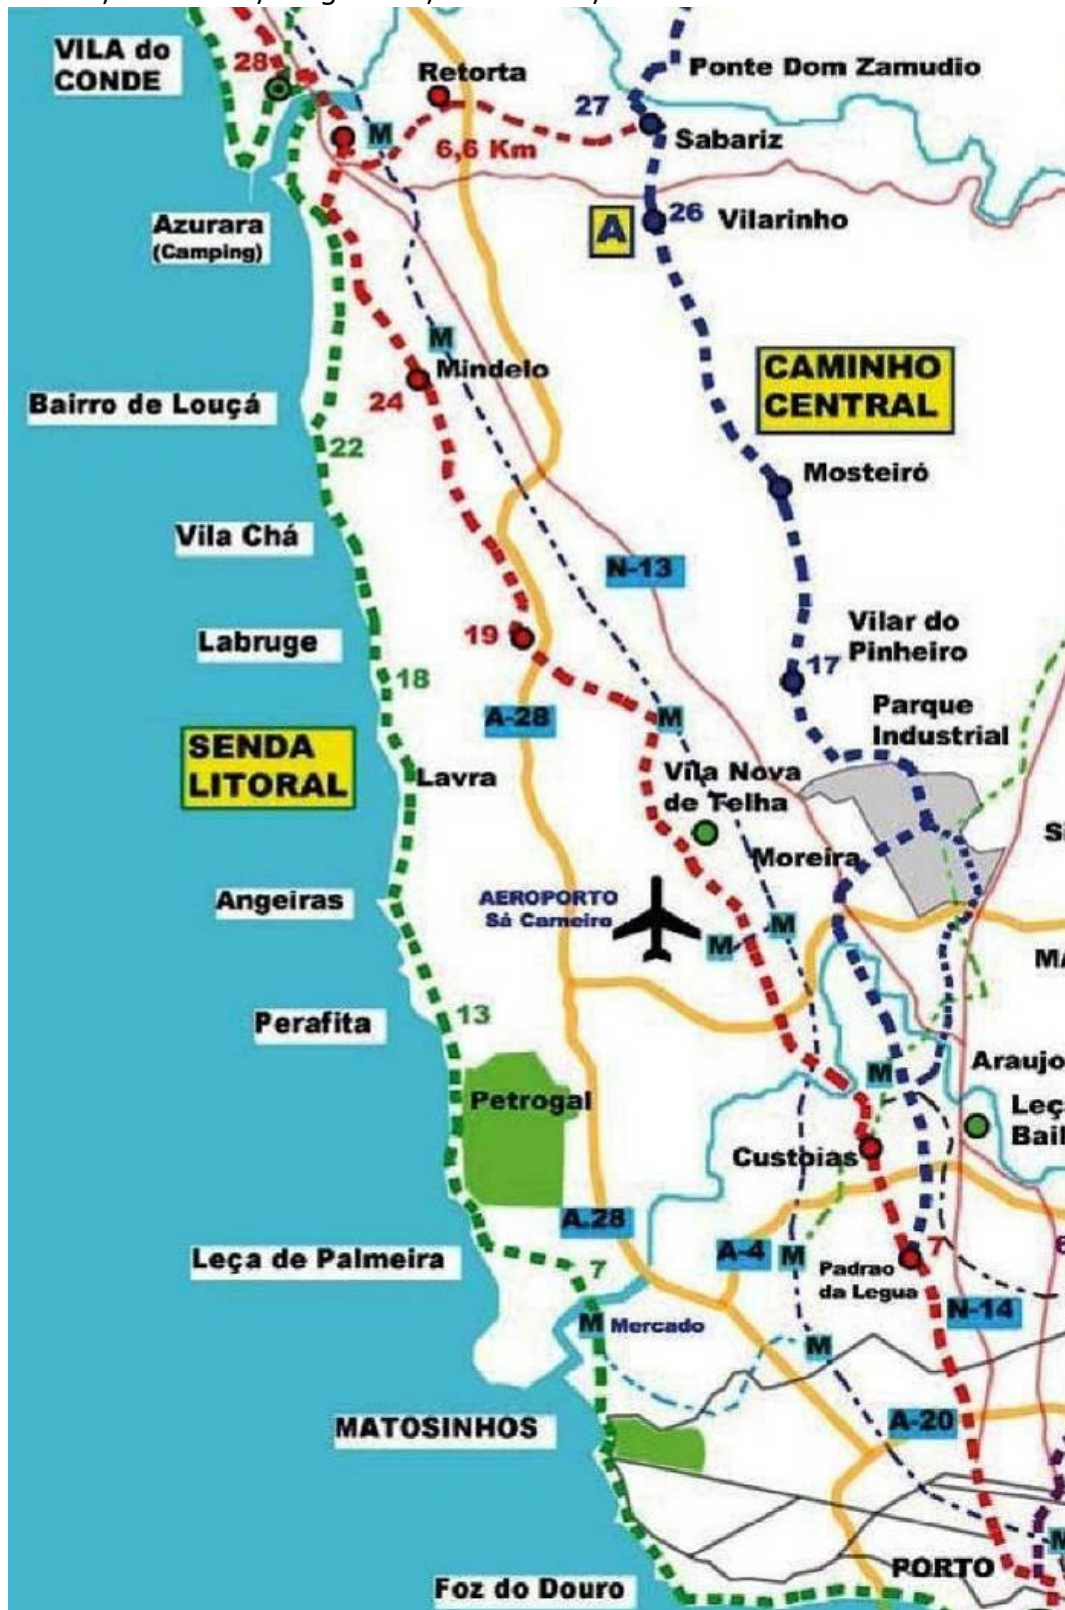 VILA do
CONDE
28
Retorta
Ponte Dom Zamudio
27
M
6,6 Km
Sabariz
Azurara
(Camping)
A
26
Vilarinho
M
Mindelo
CAMINHO
CENTRAL
Bairro de Louçá
24
22
Mosteiró
Vila Chá
N-13
Labruge
19
Vilar do
Pinheiro
17
18
A-28
M
Parque
Industrial
SENDA
LITORAL
Lavra
Vila Nova
de Telha
Moreira
Angeiras
AEROPORTO
Sá Carneiro
M
M
Perafita
13
M
Araujo
Petrogal
Custoias
A.28
Leça de Palmeira
7
A-4
M
Padrao
da Legua
7
6
N-14
M
Mercado
M
MATOSINHOS
A-20
M
PORTO
Foz do Douro